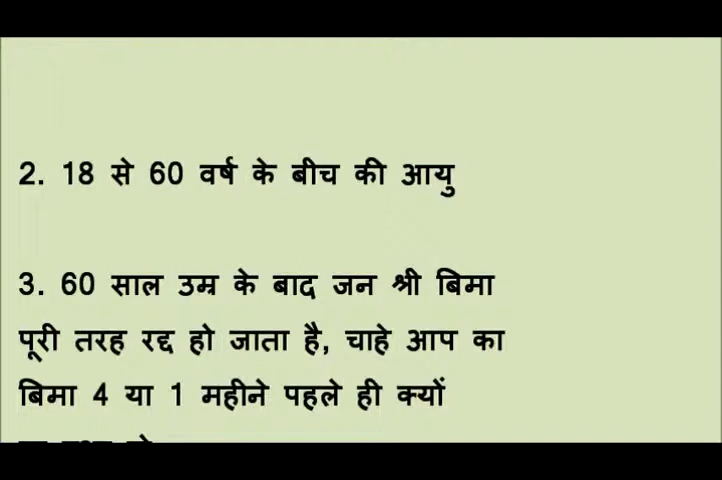 2. 18 से 60 वर्ष के बीच की आयु
3. 60 साल उम्र के बाद जन श्री बिमा
पूरी तरह रद्द हो जाता है, चाहे आप का
बिमा 4 या 1 महीने पहले ही क्यों